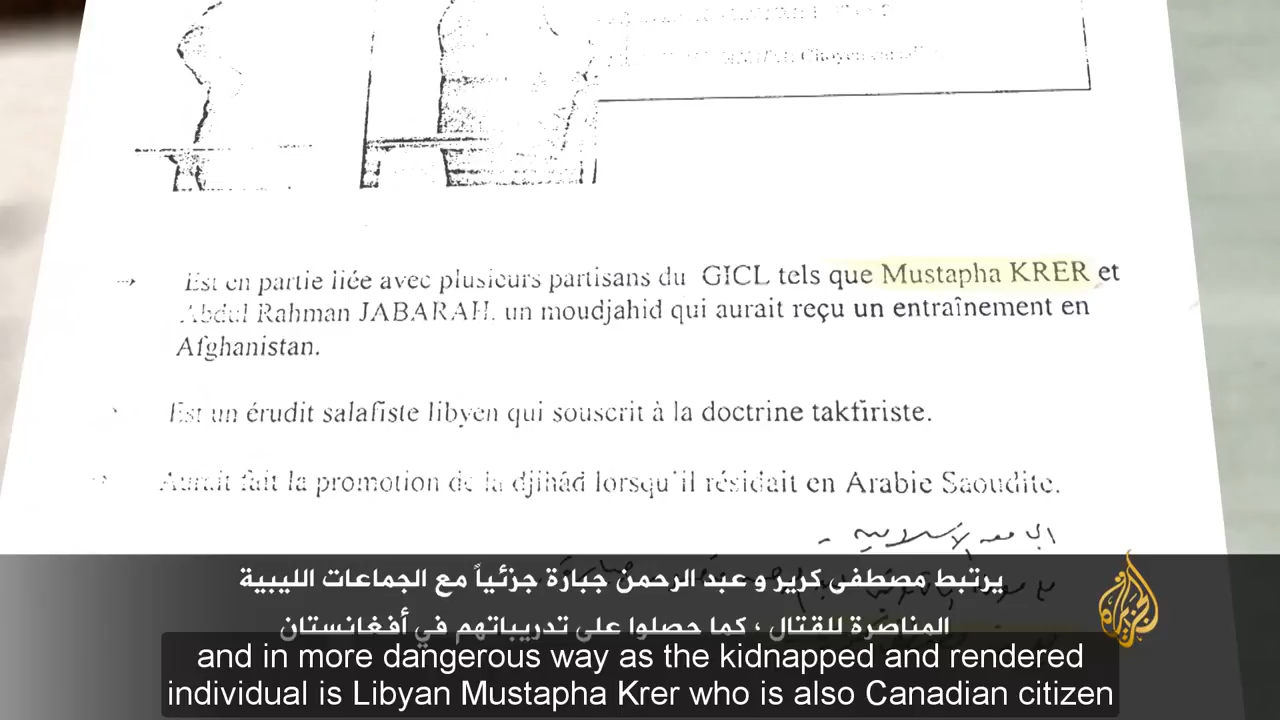 Est en partie liée avec plusieurs partisans du GICL tels que Mustapha KRER et
Abdul Rahman JABARAH, un moudjahid qui aurait reçu un entraînement en
Afghanistan.
Est un érudit salafiste libyen qui souscrit à la doctrine takfiriste.
Aurait fait la promotion de la djihâd lorsqu'il résidait en Arabie Saoudite.
الجامعة الإسلامية -
يرتبط مصطفى كرير و عبد الرحمن جبارة جزئياً مع الجماعات الليبية
المناصرة للقتال ، كما حصلوا على تدريباتهم في أفغانستان
and in more dangerous way as the kidnapped and rendered
individual is Libyan Mustapha Krer who is also Canadian citizen
الجزيرة